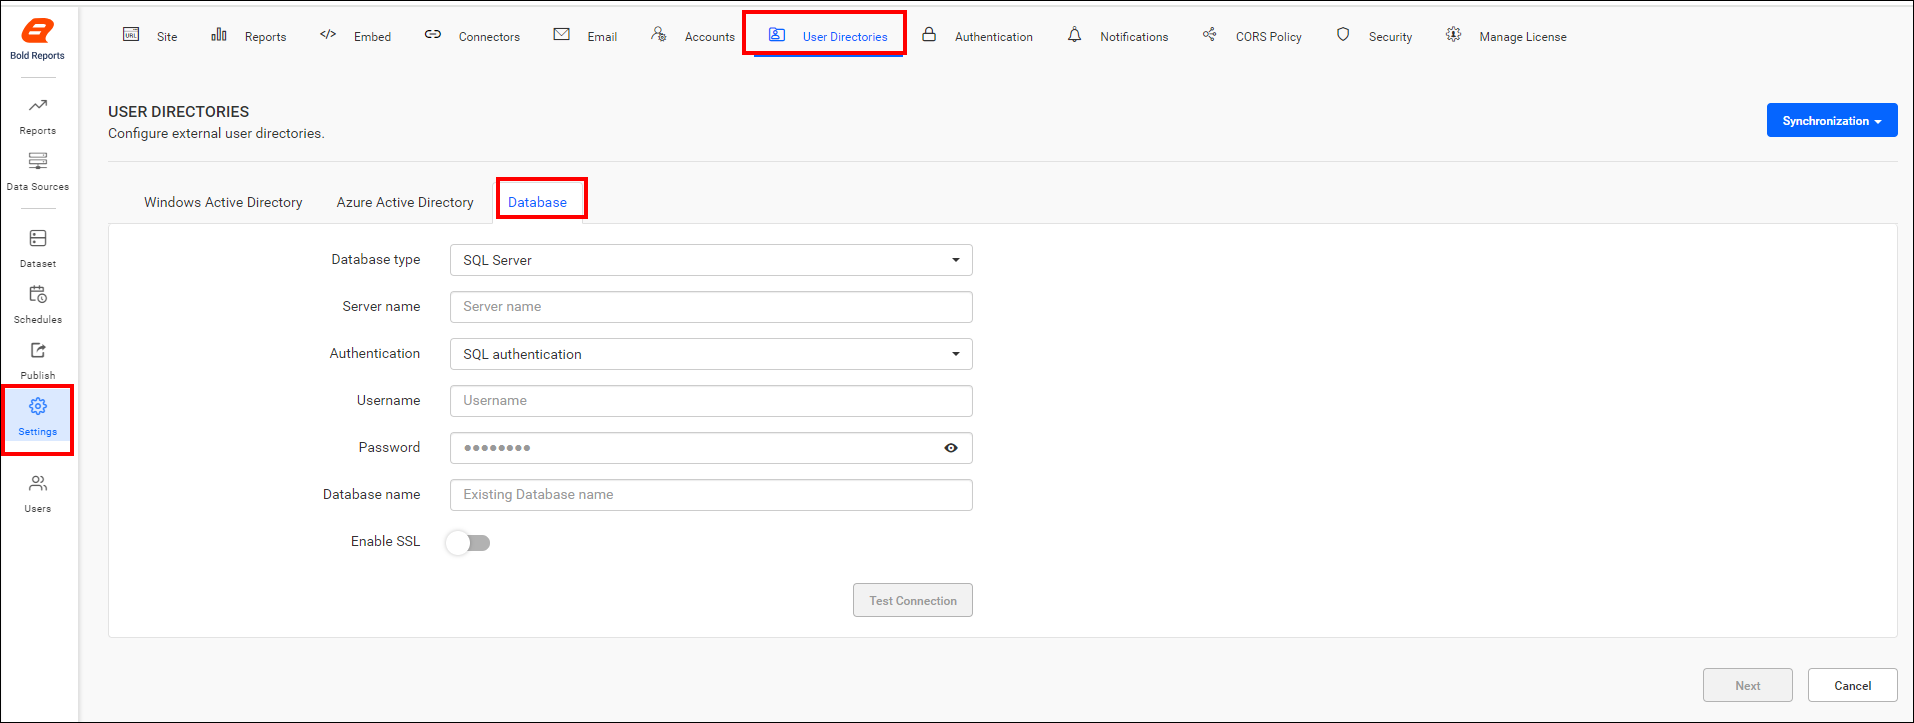 Bold Reports
Reports
Data Sources
Dataset
Schedules
Publish
Settings
Users
URL Site Reports Embed Connectors Email Accounts User Directories Authentication Notifications CORS Policy Security Manage License
USER DIRECTORIES
Configure external user directories.
Synchronization
Windows Active Directory Azure Active Directory Database
Database type SQL Server
Server name Server name
Authentication SQL authentication
Username Username
Password ●●●●●●●●
Database name Existing Database name
Enable SSL
Test Connection
Next Cancel